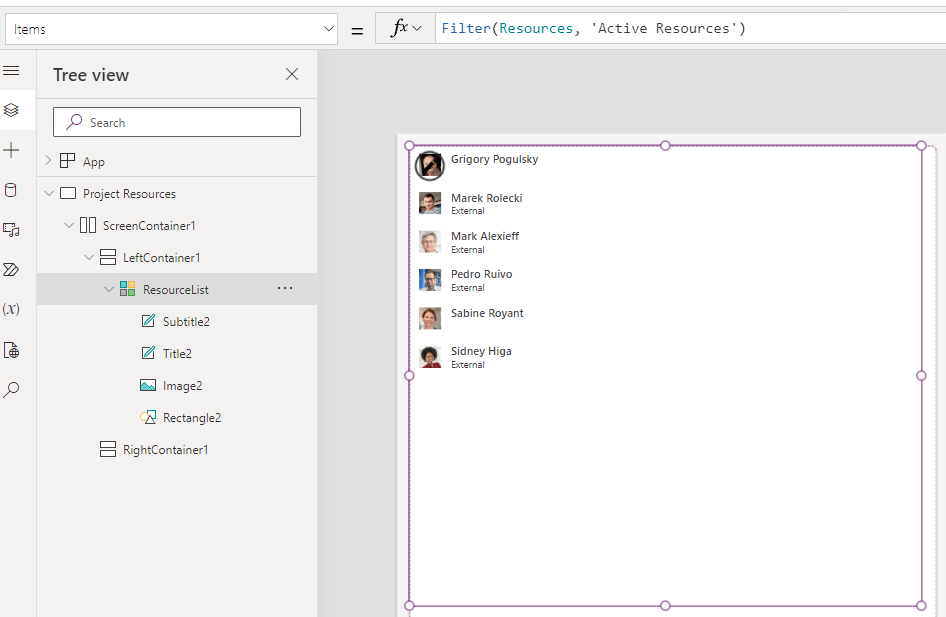 Items
=
fx
Filter(Resources, 'Active Resources')
Tree view
Search
App
Project Resources
ScreenContainer1
LeftContainer1
ResourceList
...
Subtitle2
Title2
Image2
Rectangle2
RightContainer1
(x)
Grigory Pogulsky
Marek Rolecki
External
Mark Alexieff
External
Pedro Ruivo
External
Sabine Royant
Sidney Higa
External